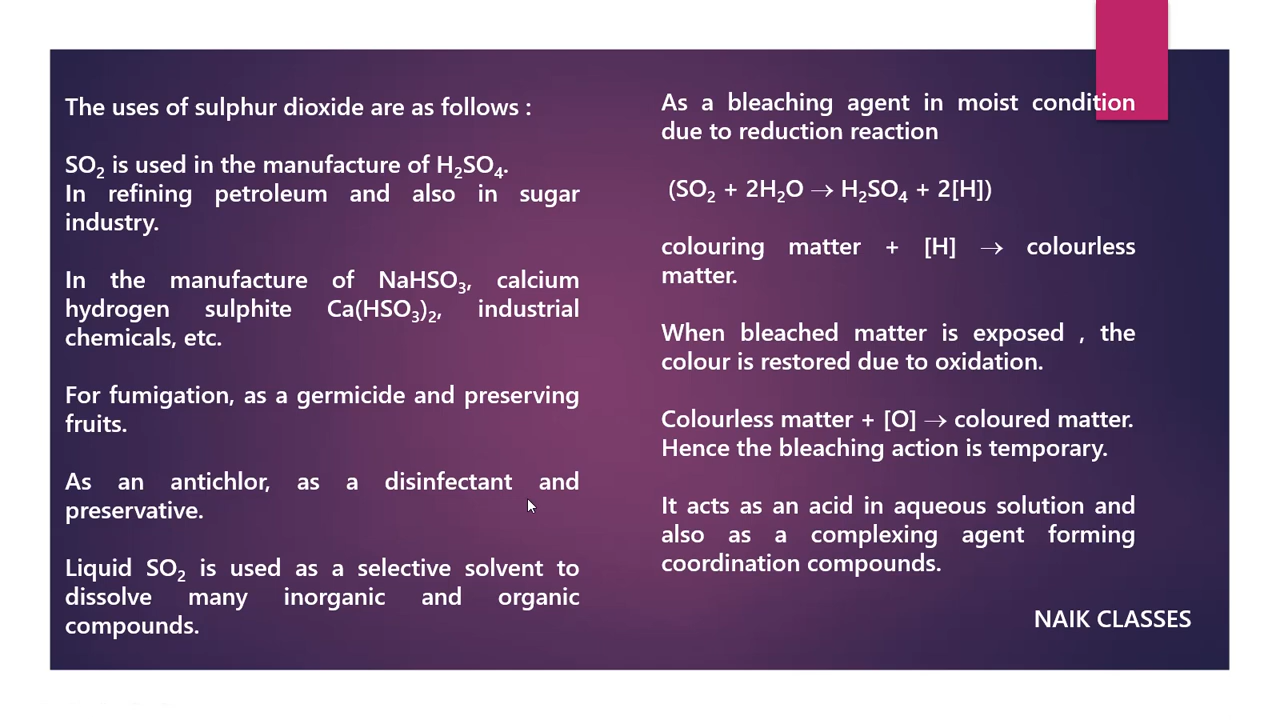 The uses of sulphur dioxide are as follows :
SO₂ is used in the manufacture of H₂SO₄.
In refining petroleum and also in sugar
industry.
In the manufacture of NaHSO₃, calcium
hydrogen sulphite Ca(HSO₃)₂, industrial
chemicals, etc.
For fumigation, as a germicide and preserving
fruits.
As an antichlor, as a disinfectant and
preservative.
Liquid SO₂ is used as a selective solvent to
dissolve many inorganic and organic
compounds.
As a bleaching agent in moist condition
due to reduction reaction
(SO₂ + 2H₂O → H₂SO₄ + 2[H])
colouring matter + [H] → colourless
matter.
When bleached matter is exposed , the
colour is restored due to oxidation.
Colourless matter + [O] → coloured matter.
Hence the bleaching action is temporary.
It acts as an acid in aqueous solution and
also as a complexing agent forming
coordination compounds.
NAIK CLASSES